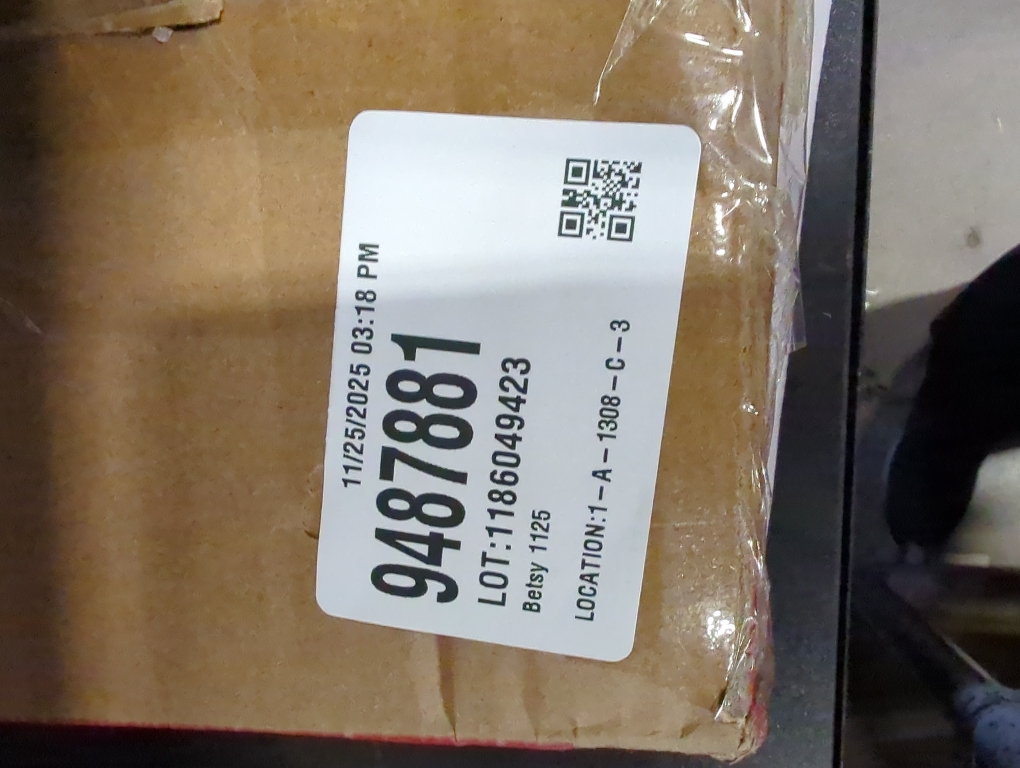 11/25/2025 03:18 PM
9487881
LOT:1186049423
Betsy 1125
LOCATION:1-A-1308-C-3